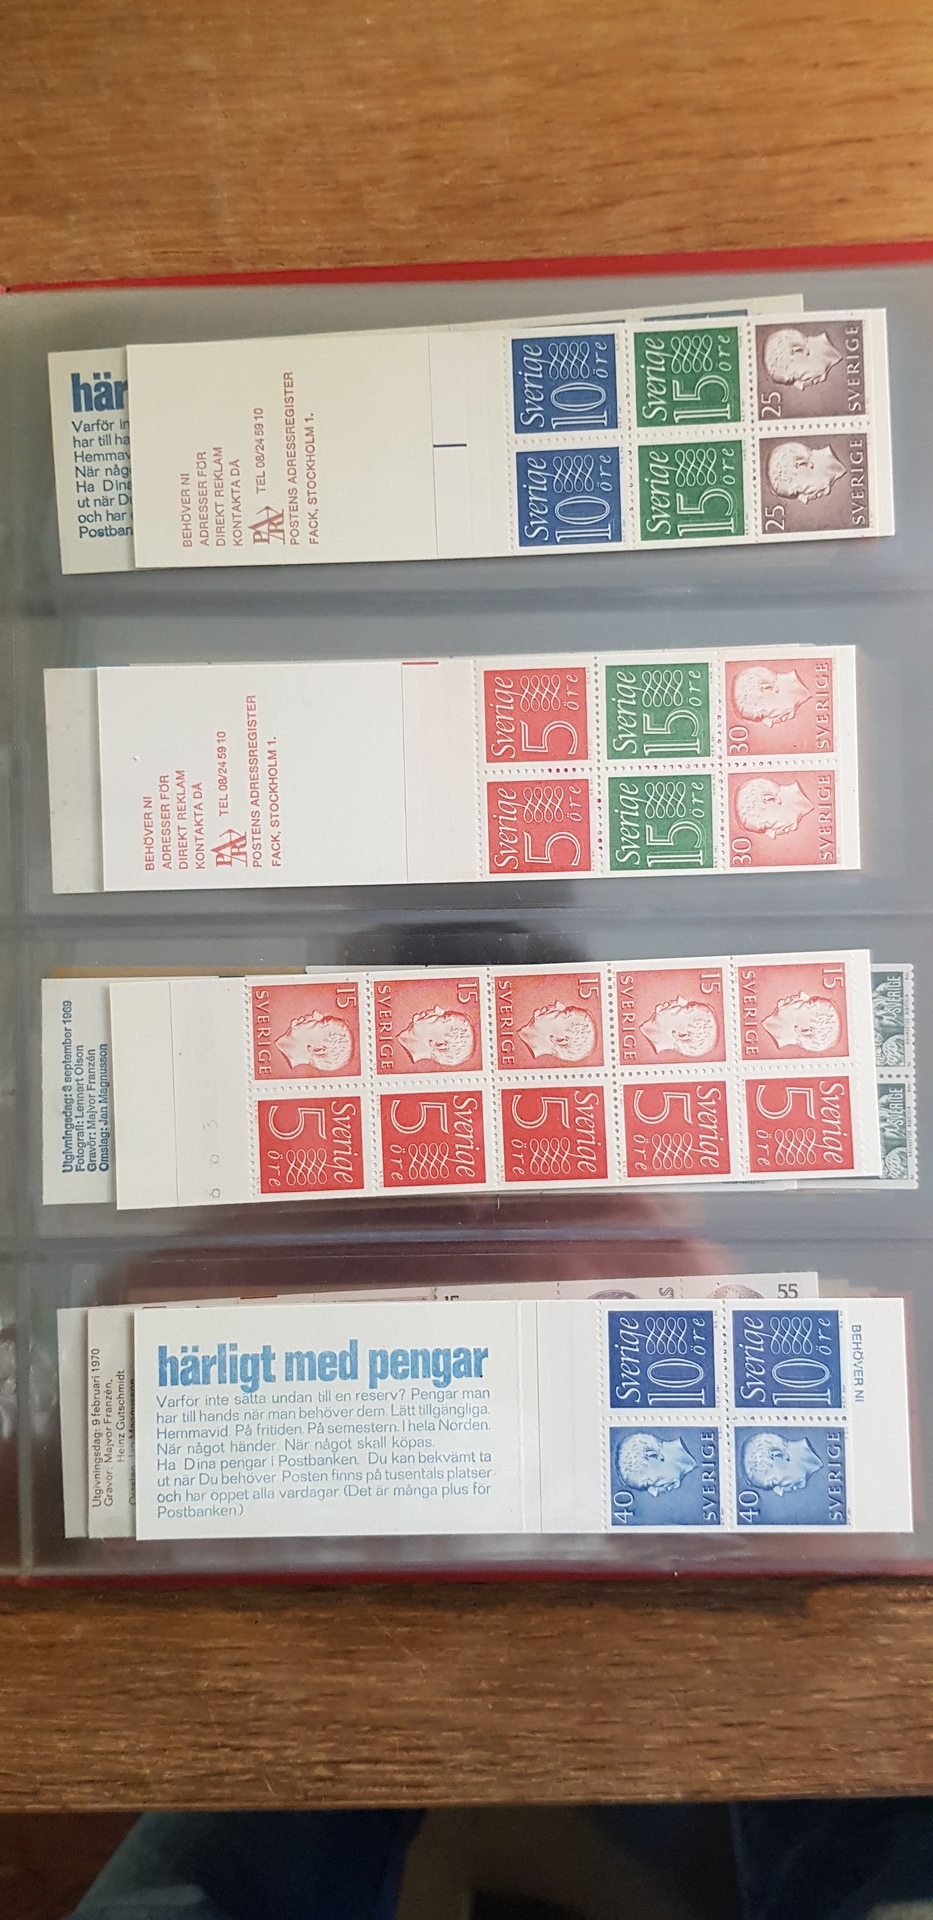 här
Varför in
har till ha
Hemmav
När någ
Ha Dina
ut när D
och har
Postban
BEHÖVER NI
ADRESSER FÖR
DIREKT REKLAM
KONTAKTA DÅ
PAR TEL 08/24 59 10
POSTENS ADRESSREGISTER
FACK, STOCKHOLM 1.
Sverige
10 öre
Sverige
10 öre
Sverige
15 öre
Sverige
15 öre
25
SVERIGE
25
SVERIGE
BEHÖVER NI
ADRESSER FÖR
DIREKT REKLAM
KONTAKTA DÅ
PAR TEL 08/24 59 10
POSTENS ADRESSREGISTER
FACK, STOCKHOLM 1.
Sverige
5 öre
Sverige
5 öre
Sverige
15 öre
Sverige
15 öre
30
SVERIGE
30
SVERIGE
Utgivningsdag: 3 september 1969
Fotografi: Lennart Olson
Gravör: Majvor Franzén
Omslag: Jan Magnusson
15
SVERIGE
15
SVERIGE
15
SVERIGE
15
SVERIGE
15
SVERIGE
Sverige
5 öre
Sverige
5 öre
Sverige
5 öre
Sverige
5 öre
Sverige
5 öre
SVERIGE
SVERIGE
55
Utgivningsdag: 9 februari 1970
Gravör: Majvor Franzén,
Heinz Gutschmidt
härligt med pengar
Varför inte sätta undan till en reserv? Pengar man
har till hands när man behöver dem. Lätt tillgängliga.
Hemmavid. På fritiden. På semestern. I hela Norden.
När något händer. När något skall köpas.
Ha Dina pengar i Postbanken. Du kan bekvämt ta
ut när Du behöver. Posten finns på tusentals platser
och har öppet alla vardagar. (Det är många plus för
Postbanken.)
Sverige
10 öre
Sverige
10 öre
40
SVERIGE
40
SVERIGE
BEHÖVER NI